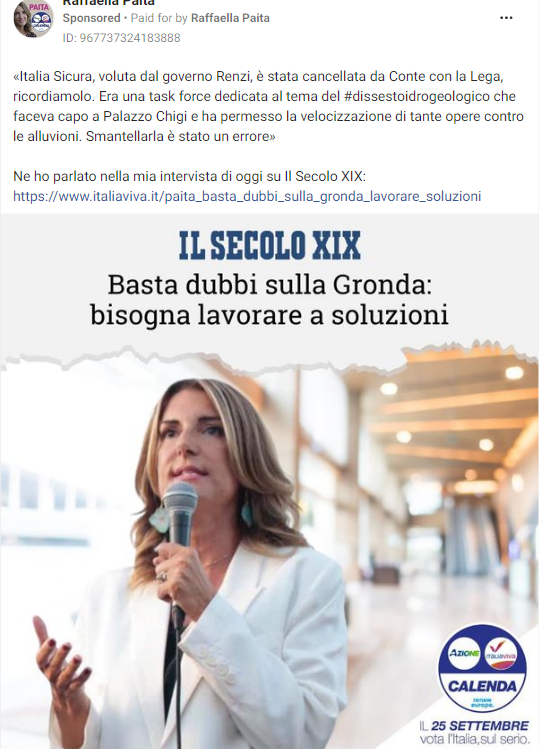 Raffaella Paita
Sponsored • Paid for by Raffaella Paita
ID: 967737324183888
«Italia Sicura, voluta dal governo Renzi, è stata cancellata da Conte con la Lega,
ricordiamolo. Era una task force dedicata al tema del #dissestoidrogeologico che
faceva capo a Palazzo Chigi e ha permesso la velocizzazione di tante opere contro
le alluvioni. Smantellarla è stato un errore»
Ne ho parlato nella mia intervista di oggi su Il Secolo XIX:
https://www.italiaviva.it/paita_basta_dubbi_sulla_gronda_lavorare_soluzioni
IL SECOLO XIX
Basta dubbi sulla Gronda:
bisogna lavorare a soluzioni
AZIONE
ITALIAVIVA
CALENDA
renew
europe.
IL 25 SETTEMBRE
vota l'Italia, sul serio.